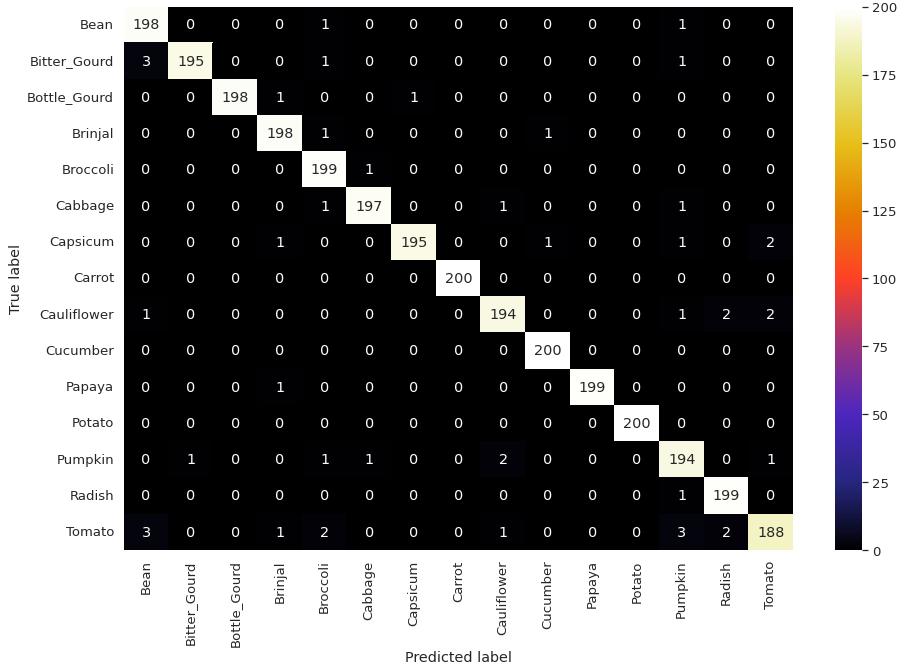 Bean 198 0 0 0 1 0 0 0 0 0 0 0 1 0 0
Bitter_Gourd 3 195 0 0 1 0 0 0 0 0 0 0 1 0 0
Bottle_Gourd 0 0 198 1 0 0 1 0 0 0 0 0 0 0 0
Brinjal 0 0 0 198 1 0 0 0 0 1 0 0 0 0 0
Broccoli 0 0 0 0 199 1 0 0 0 0 0 0 0 0 0
Cabbage 0 0 0 0 1 197 0 0 1 0 0 0 1 0 0
Capsicum 0 0 0 1 0 0 195 0 0 1 0 0 1 0 2
Carrot 0 0 0 0 0 0 0 200 0 0 0 0 0 0 0
Cauliflower 1 0 0 0 0 0 0 0 194 0 0 0 1 2 2
Cucumber 0 0 0 0 0 0 0 0 0 200 0 0 0 0 0
Papaya 0 0 0 1 0 0 0 0 0 0 199 0 0 0 0
Potato 0 0 0 0 0 0 0 0 0 0 0 200 0 0 0
Pumpkin 0 1 0 0 1 1 0 0 2 0 0 0 194 0 1
Radish 0 0 0 0 0 0 0 0 0 0 0 0 1 199 0
Tomato 3 0 0 1 2 0 0 0 1 0 0 0 3 2 188
True label
Bean Bitter_Gourd Bottle_Gourd Brinjal Broccoli Cabbage Capsicum Carrot Cauliflower Cucumber Papaya Potato Pumpkin Radish Tomato
Predicted label
200
175
150
125
100
75
50
25
0